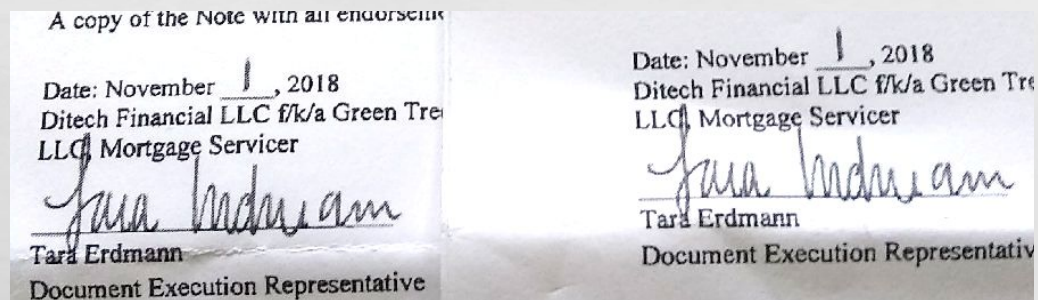 A copy of the Note with all
Date: November 1, 2018
Ditech Financial LLC f/k/a Green Tre
LLC, Mortgage Servicer
Tara Erdmann
Document Execution Representative
Date: November 1, 2018
Ditech Financial LLC f/k/a Green Tre
LLC, Mortgage Servicer
Tara Erdmann
Document Execution Representativ